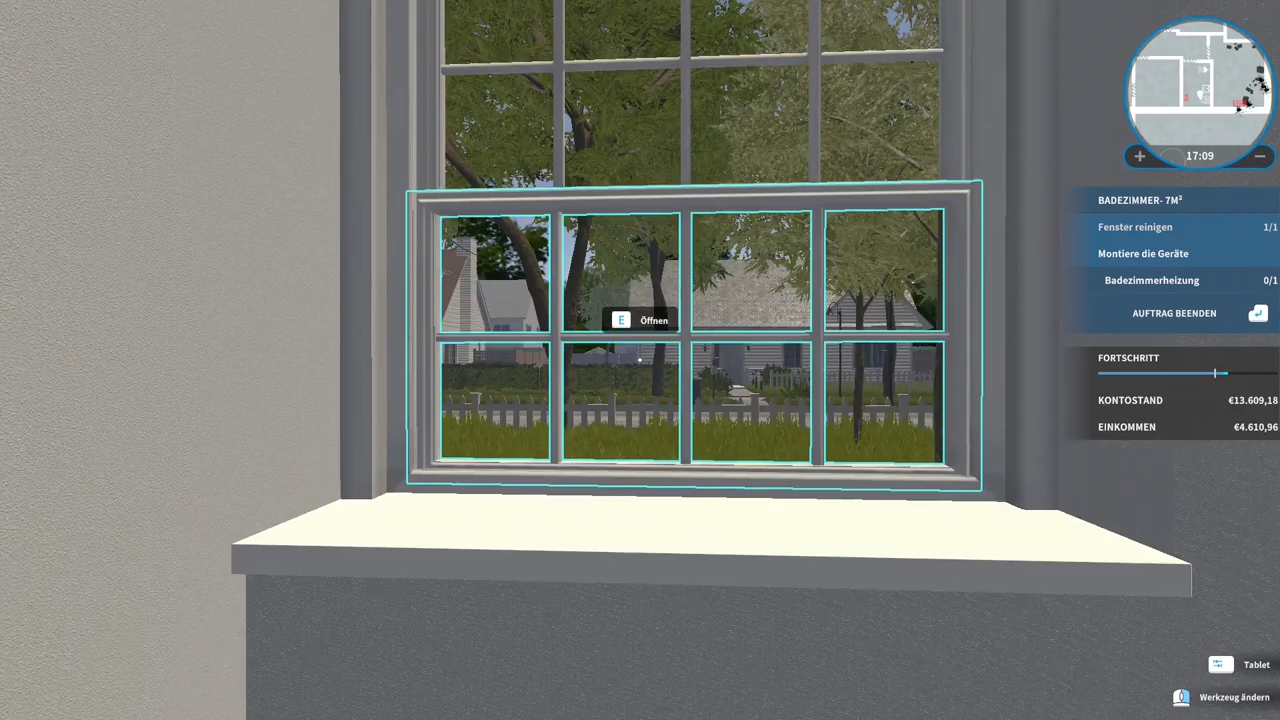 17:09
BADEZIMMER- 7M²
Fenster reinigen 1/1
Montiere die Geräte
Badezimmerheizung 0/1
AUFTRAG BEENDEN
E Öffnen
FORTSCHRITT
KONTOSTAND €13.609,18
EINKOMMEN €4.610,96
Tablet
Werkzeug ändern